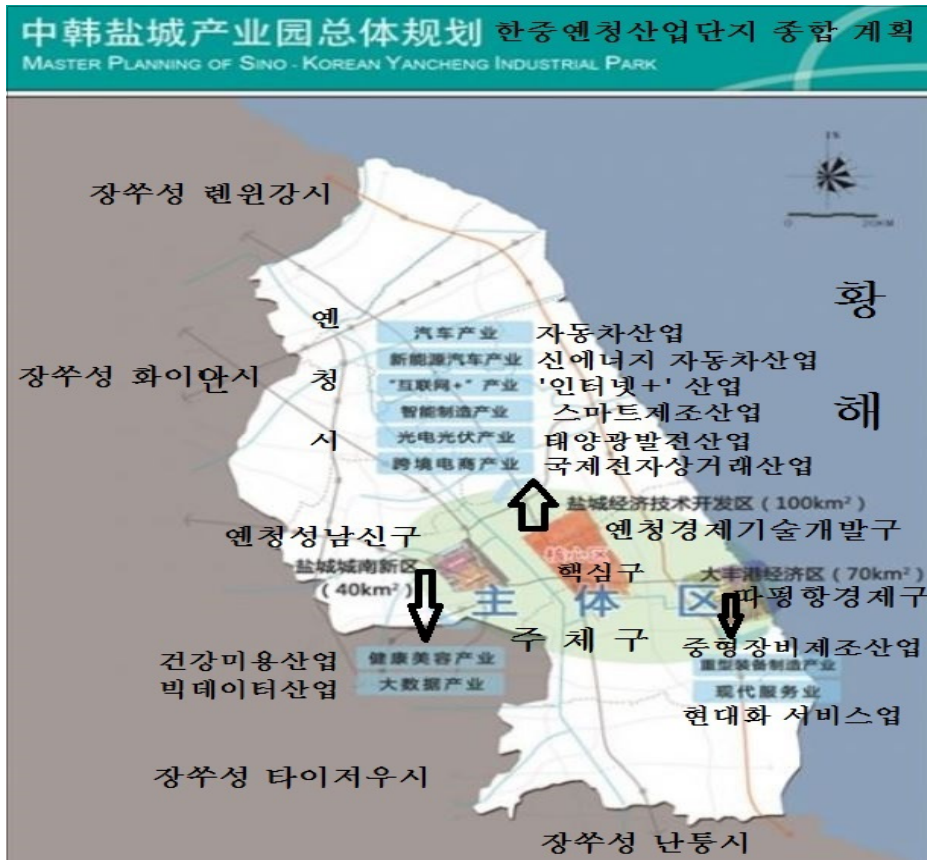 中韩盐城产业园总体规划 한중옌청산업단지 종합 계획
MASTER PLANNING OF SINO - KOREAN YANCHENG INDUSTRIAL PARK
N
0 20KM
장쑤성 롄윈강시
황해
옌청시
장쑤성 화이안시
汽车产业 자동차산업
新能源汽车产业 신에너지 자동차산업
"互联网+" 产业 '인터넷+' 산업
智能制造产业 스마트제조산업
光电光伏产业 태양광발전산업
跨境电商产业 국제전자상거래산업
盐城经济技术开发区(100km²)
옌청경제기술개발구
옌청성남신구
盐城城南新区
(40km²)
核心区
핵심구
大丰港经济区(70km²)
따펑항경제구
主体区
주체구
건강미용산업 健康美容产业
빅데이터산업 大数据产业
중형장비제조산업
重型装备制造产业
现代服务业
현대화 서비스업
장쑤성 타이저우시
장쑤성 난퉁시